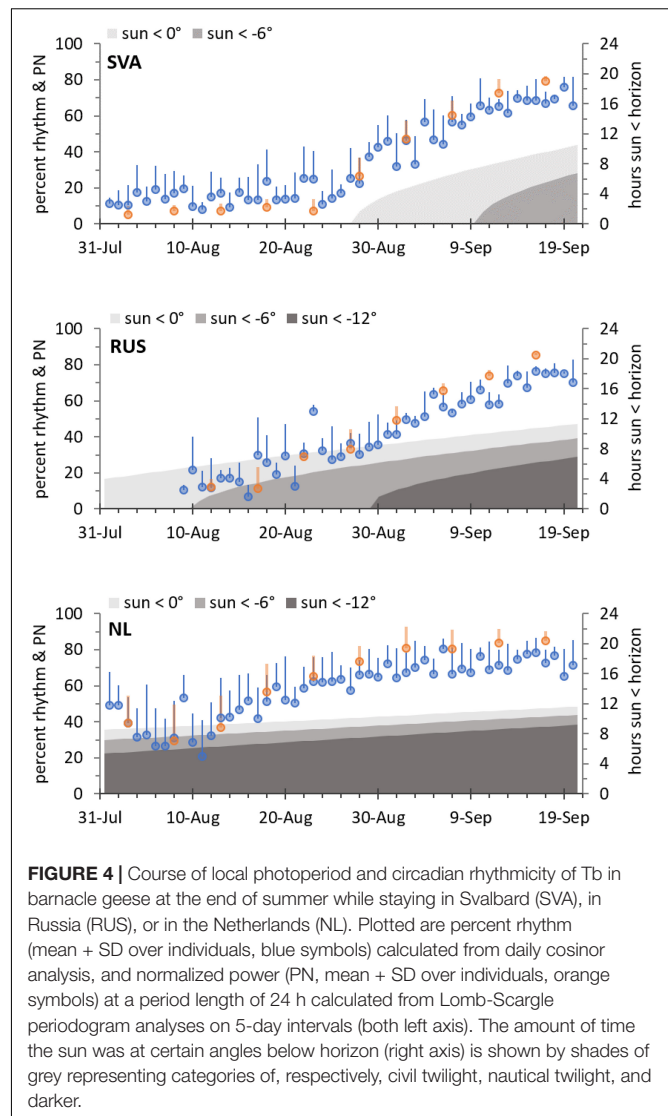 sun < 0° sun < -6°
SVA
percent rhythm & PN
100
80
60
40
20
0
24
20
16
12
8
4
0
hours sun < horizon
31-Jul 10-Aug 20-Aug 30-Aug 9-Sep 19-Sep
sun < 0° sun < -6° sun < -12°
RUS
percent rhythm & PN
100
80
60
40
20
0
24
20
16
12
8
4
0
hours sun < horizon
31-Jul 10-Aug 20-Aug 30-Aug 9-Sep 19-Sep
sun < 0° sun < -6° sun < -12°
NL
percent rhythm & PN
100
80
60
40
20
0
24
20
16
12
8
4
0
hours sun < horizon
31-Jul 10-Aug 20-Aug 30-Aug 9-Sep 19-Sep
FIGURE 4 | Course of local photoperiod and circadian rhythmicity of Tb in
barnacle geese at the end of summer while staying in Svalbard (SVA), in
Russia (RUS), or in the Netherlands (NL). Plotted are percent rhythm
(mean + SD over individuals, blue symbols) calculated from daily cosinor
analysis, and normalized power (PN, mean + SD over individuals, orange
symbols) at a period length of 24 h calculated from Lomb-Scargle
periodogram analyses on 5-day intervals (both left axis). The amount of time
the sun was at certain angles below horizon (right axis) is shown by shades of
grey representing categories of, respectively, civil twilight, nautical twilight, and
darker.